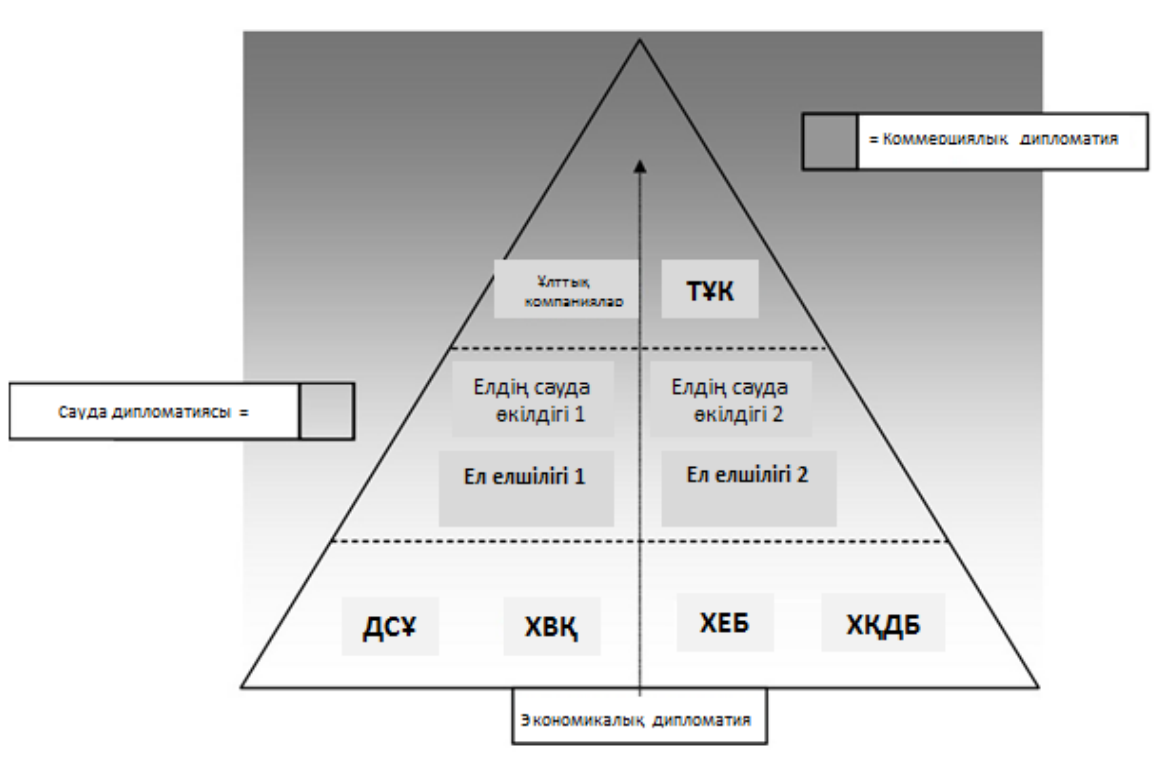 = Коммерциялық дипломатия
Ұлттық
компаниялар
ТҰК
Елдің сауда
өкілдігі 1
Елдің сауда
өкілдігі 2
Сауда дипломатиясы =
Ел елшілігі 1
Ел елшілігі 2
ДСҰ
ХВҚ
ХЕБ
ХҚДБ
Экономикалық дипломатия